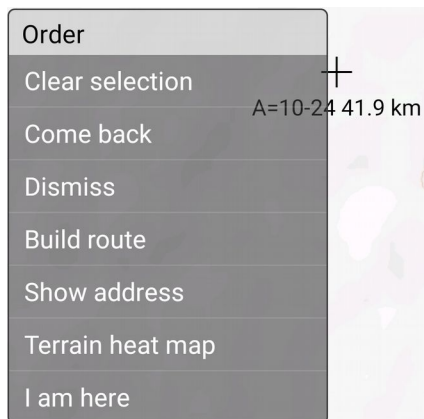 Order
Clear selection
A=10-24 41.9 km
Come back
Dismiss
Build route
Show address
Terrain heat map
I am here